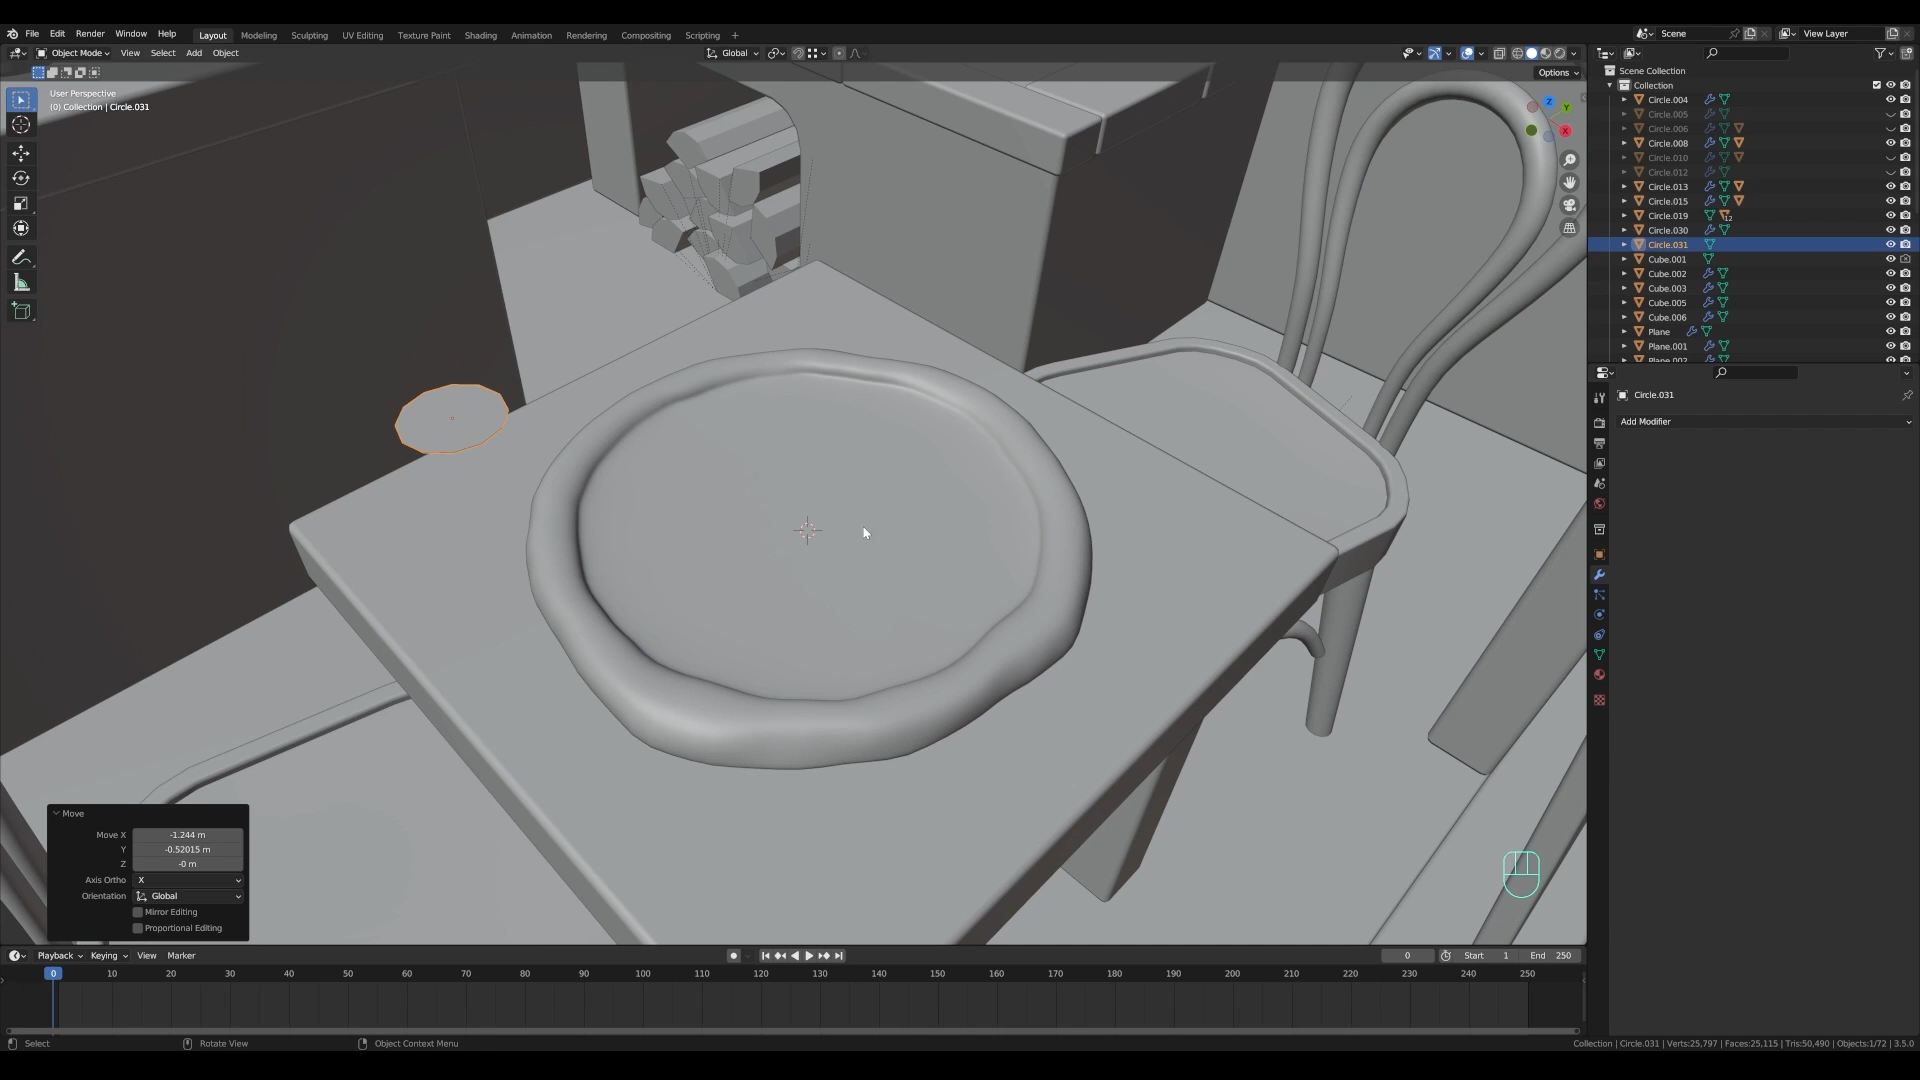 File Edit Render Window Help Layout Modeling Sculpting UV Editing Texture Paint Shading Animation Rendering Compositing Scripting + Scene View Layer
Object Mode View Select Add Object Global
Options
User Perspective
(0) Collection | Circle.031
Z
Y
X
Scene Collection
Collection
Circle.004
Circle.005
Circle.006
Circle.008
Circle.010
Circle.012
Circle.013
Circle.015
Circle.019 12
Circle.030
Circle.031
Cube.001
Cube.002
Cube.003
Cube.005
Cube.006
Plane
Plane.001
Plane.002
Circle.031
Add Modifier
Move
Move X -1.244 m
Y -0.52015 m
Z -0 m
Axis Ortho X
Orientation Global
Mirror Editing
Proportional Editing
Playback Keying View Marker 0 Start 1 End 250
0 10 20 30 40 50 60 70 80 90 100 110 120 130 140 150 160 170 180 190 200 210 220 230 240 250
Select Rotate View Object Context Menu Collection | Circle.031 | Verts:25,797 | Faces:25,115 | Tris:50,490 | Objects:1/72 | 3.5.0